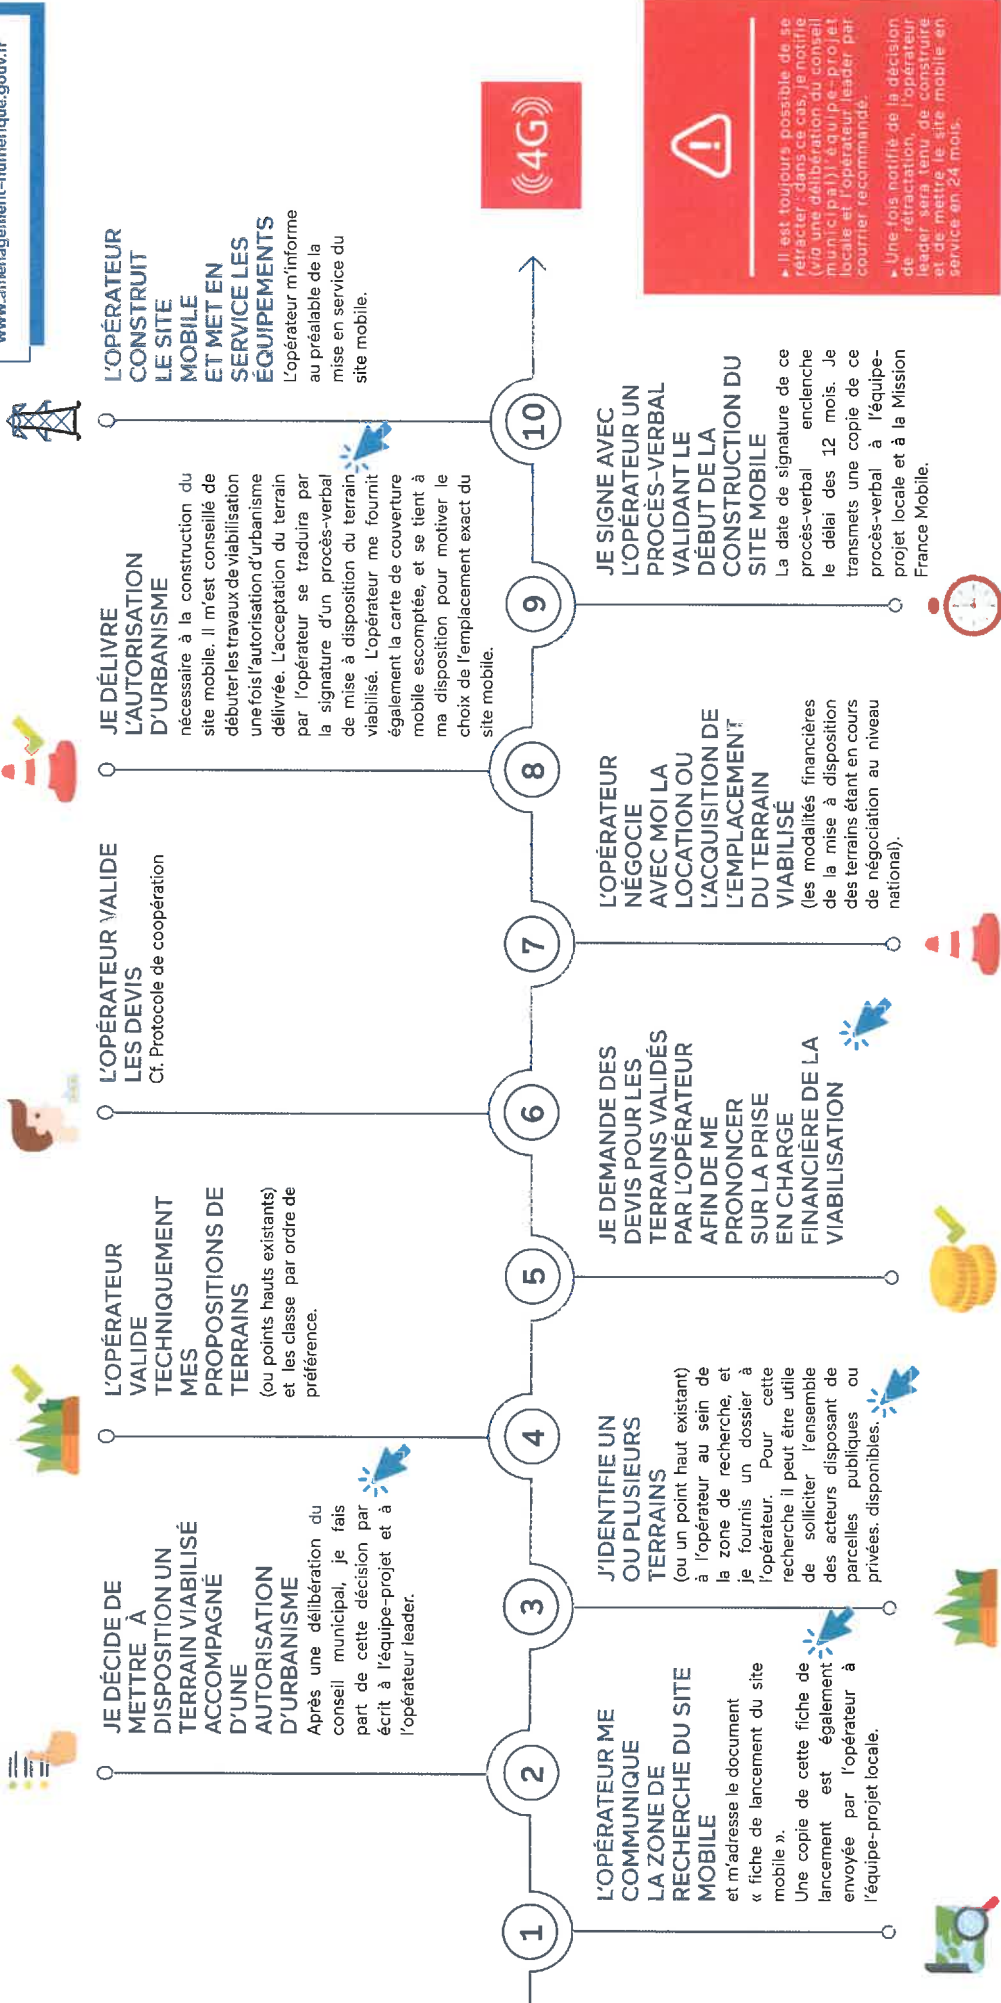 www.amenagement-numerique.gouv.fr
1
L'OPÉRATEUR ME
COMMUNIQUE
LA ZONE DE
RECHERCHE DU SITE
MOBILE
et m'adresse le document
« fiche de lancement du site
mobile ».
Une copie de cette fiche de
lancement est également
envoyée par l'opérateur à
l'équipe-projet locale.
2
JE DÉCIDE DE
METTRE À
DISPOSITION UN
TERRAIN VIABILISÉ
ACCOMPAGNÉ
D'UNE
AUTORISATION
D'URBANISME
Après une délibération du
conseil municipal, je fais
part de cette décision par
écrit à l'équipe-projet et à
l'opérateur leader.
3
J'IDENTIFIE UN
OU PLUSIEURS
TERRAINS
(ou un point haut existant)
à l'opérateur au sein de
la zone de recherche, et
je fournis un dossier à
l'opérateur. Pour cette
recherche il peut être utile
de solliciter l'ensemble
des acteurs disposant de
parcelles publiques ou
privées. disponibles.
4
L'OPÉRATEUR
VALIDE
TECHNIQUEMENT
MES
PROPOSITIONS DE
TERRAINS
(ou points hauts existants)
et les classe par ordre de
préférence.
5
JE DEMANDE DES
DEVIS POUR LES
TERRAINS VALIDÉS
PAR L'OPÉRATEUR
AFIN DE ME
PRONONCER
SUR LA PRISE
EN CHARGE
FINANCIÈRE DE LA
VIABILISATION
6
L'OPÉRATEUR VALIDE
LES DEVIS
Cf. Protocole de coopération
7
L'OPÉRATEUR
NÉGOCIE
AVEC MOI LA
LOCATION OU
L'ACQUISITION DE
L'EMPLACEMENT
DU TERRAIN
VIABILISÉ
(les modalités financières
de la mise à disposition
des terrains étant en cours
de négociation au niveau
national).
8
JE DÉLIVRE
L'AUTORISATION
D'URBANISME
nécessaire à la construction du
site mobile. Il m'est conseillé de
débuter les travaux de viabilisation
une fois l'autorisation d'urbanisme
délivrée. L'acceptation du terrain
par l'opérateur se traduira par
la signature d'un procès-verbal
de mise à disposition du terrain
viabilisé. L'opérateur me fournit
également la carte de couverture
mobile escomptée, et se tient à
ma disposition pour motiver le
choix de l'emplacement exact du
site mobile.
9
JE SIGNE AVEC
L'OPÉRATEUR UN
PROCÈS-VERBAL
VALIDANT LE
DÉBUT DE LA
CONSTRUCTION DU
SITE MOBILE
La date de signature de ce
procès-verbal enclenche
le délai des 12 mois. Je
transmets une copie de ce
procès-verbal à l'équipe-
projet locale et à la Mission
France Mobile.
10
L'OPÉRATEUR
CONSTRUIT
LE SITE
MOBILE
ET MET EN
SERVICE LES
ÉQUIPEMENTS
L'opérateur m'informe
au préalable de la
mise en service du
site mobile.
((4G))
▸ Il est toujours possible de se
rétracter : dans ce cas, je notifie
(via une délibération du conseil
municipal) l'équipe-projet
locale et l'opérateur leader par
courrier recommandé.
▸ Une fois notifié de la décision
de rétractation, l'opérateur
leader sera tenu de construire
et de mettre le site mobile en
service en 24 mois.